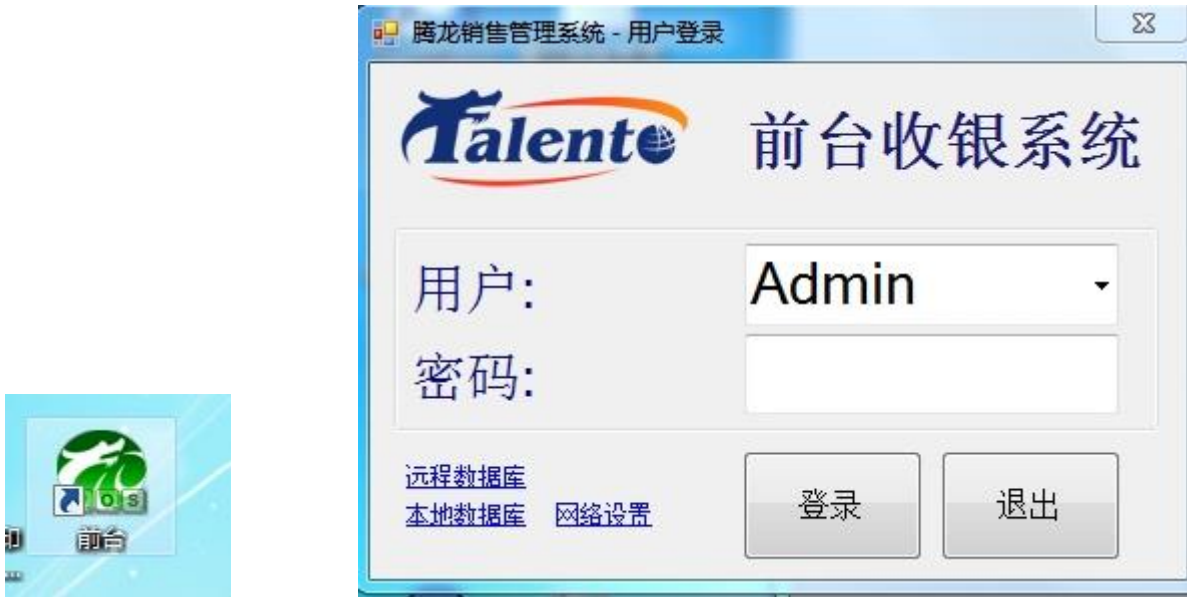 腾龙销售管理系统 - 用户登录
Talente
前台收银系统
用户:
Admin
密码:
远程数据库
本地数据库 网络设置
登录
退出
OS
前台
印
...